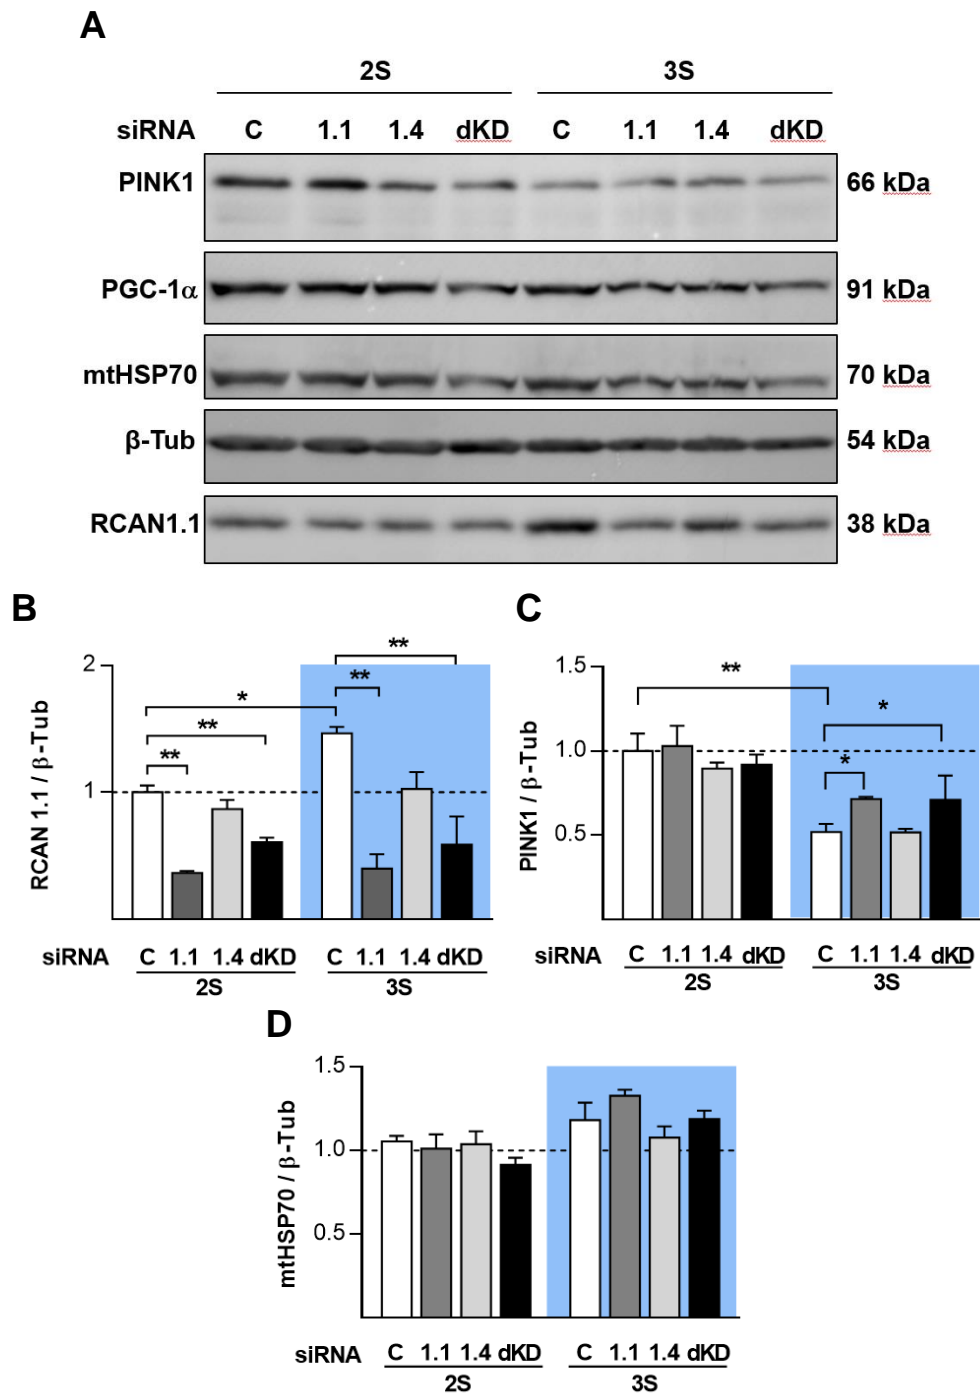 A
2S 3S
siRNA C 1.1 1.4 dKD C 1.1 1.4 dKD
PINK1 66 kDa
PGC-1α 91 kDa
mtHSP70 70 kDa
β-Tub 54 kDa
RCAN1.1 38 kDa
B
RCAN 1.1 / β-Tub
2
1
* ** ** ** **
siRNA C 1.1 1.4 dKD C 1.1 1.4 dKD
2S 3S
C
PINK1 / β-Tub
1.5
1.0
0.5
** * *
siRNA C 1.1 1.4 dKD C 1.1 1.4 dKD
2S 3S
D
mtHSP70 / β-Tub
1.5
1.0
0.5
siRNA C 1.1 1.4 dKD C 1.1 1.4 dKD
2S 3S